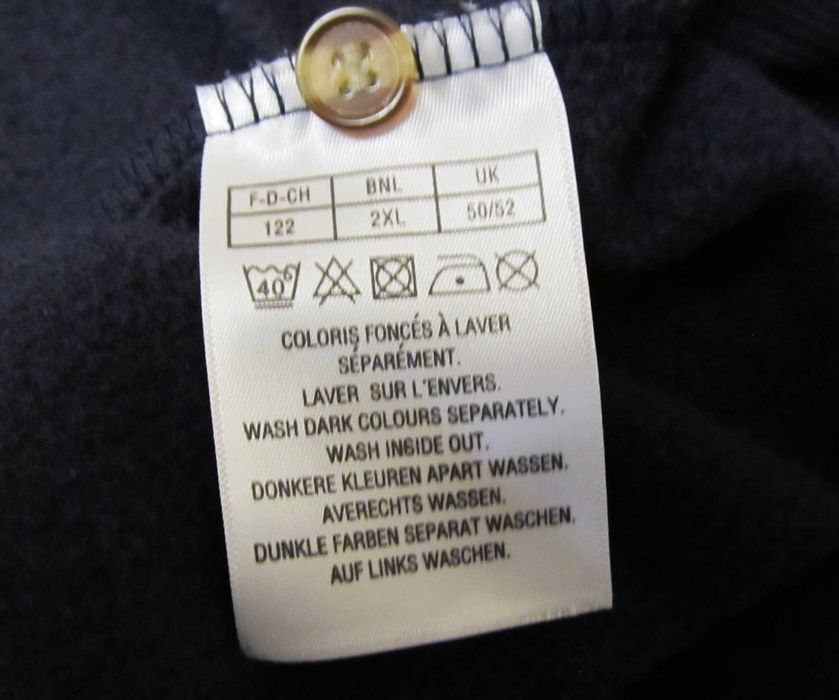 F-D-CH BNL UK
122 2XL 50/52
40°
COLORIS FONCÉS À LAVER
SÉPARÉMENT.
LAVER SUR L'ENVERS.
WASH DARK COLOURS SEPARATELY.
WASH INSIDE OUT.
DONKERE KLEUREN APART WASSEN.
AVERECHTS WASSEN.
DUNKLE FARBEN SEPARAT WASCHEN.
AUF LINKS WASCHEN.